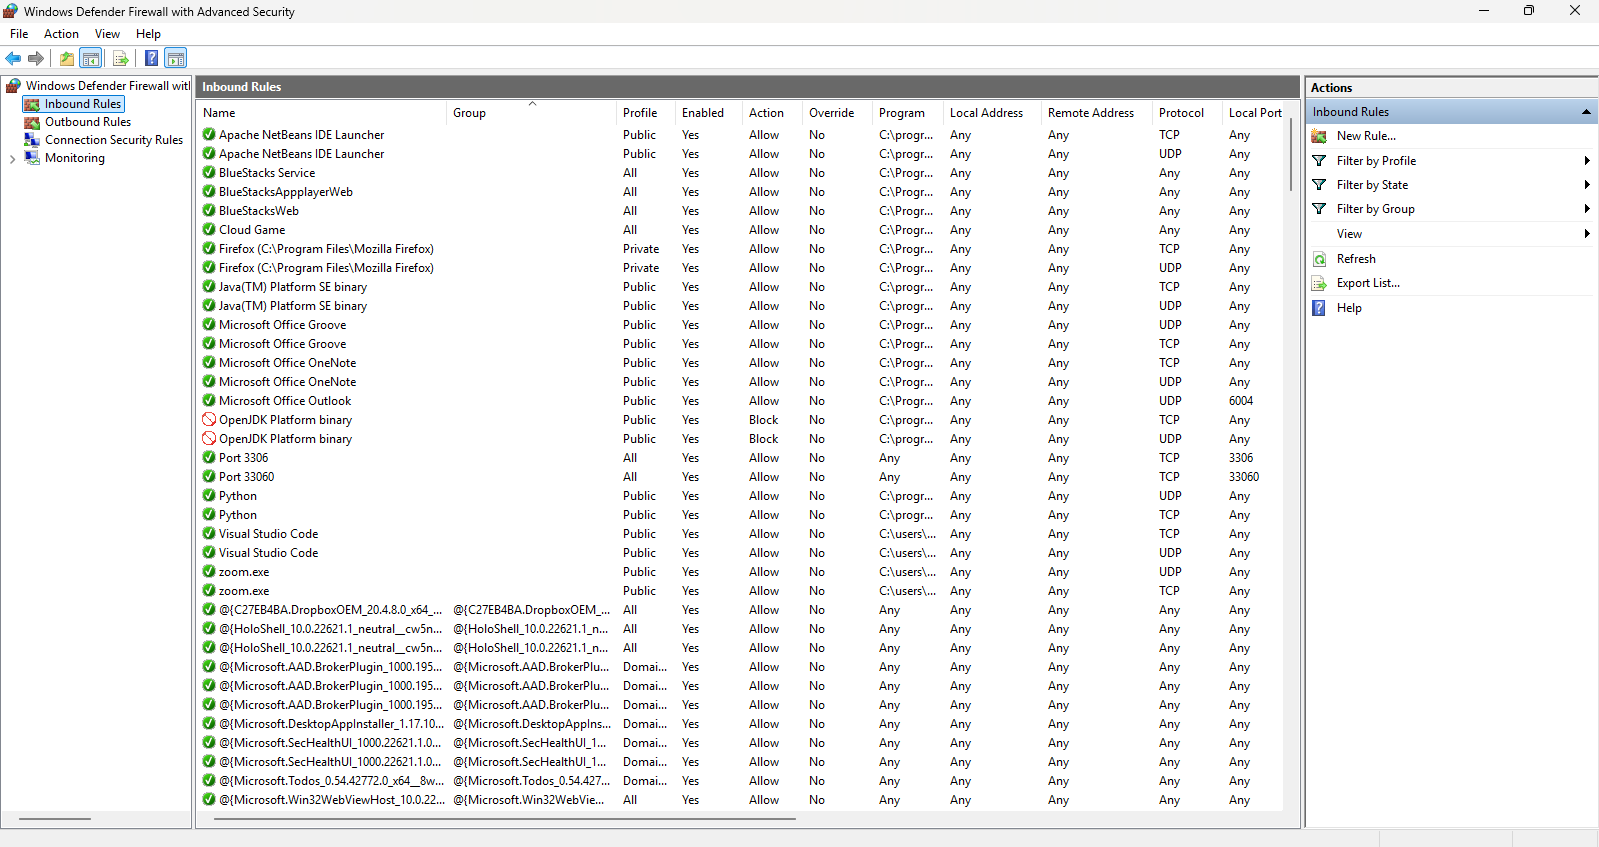 Windows Defender Firewall with Advanced Security
File Action View Help
Windows Defender Firewall witl
Inbound Rules
Outbound Rules
Connection Security Rules
Monitoring
Inbound Rules
Name Group Profile Enabled Action Override Program Local Address Remote Address Protocol Local Port
Apache NetBeans IDE Launcher Public Yes Allow No C:\progr... Any Any TCP Any
Apache NetBeans IDE Launcher Public Yes Allow No C:\progr... Any Any UDP Any
BlueStacks Service All Yes Allow No C:\Progr... Any Any Any Any
BlueStacksAppplayerWeb All Yes Allow No C:\Progr... Any Any Any Any
BlueStacksWeb All Yes Allow No C:\Progr... Any Any Any Any
Cloud Game All Yes Allow No C:\Progr... Any Any Any Any
Firefox (C:\Program Files\Mozilla Firefox) Private Yes Allow No C:\Progr... Any Any TCP Any
Firefox (C:\Program Files\Mozilla Firefox) Private Yes Allow No C:\Progr... Any Any UDP Any
Java(TM) Platform SE binary Public Yes Allow No C:\progr... Any Any TCP Any
Java(TM) Platform SE binary Public Yes Allow No C:\progr... Any Any UDP Any
Microsoft Office Groove Public Yes Allow No C:\Progr... Any Any UDP Any
Microsoft Office Groove Public Yes Allow No C:\Progr... Any Any TCP Any
Microsoft Office OneNote Public Yes Allow No C:\Progr... Any Any TCP Any
Microsoft Office OneNote Public Yes Allow No C:\Progr... Any Any UDP Any
Microsoft Office Outlook Public Yes Allow No C:\Progr... Any Any UDP 6004
OpenJDK Platform binary Public Yes Block No C:\progr... Any Any TCP Any
OpenJDK Platform binary Public Yes Block No C:\progr... Any Any UDP Any
Port 3306 All Yes Allow No Any Any Any TCP 3306
Port 33060 All Yes Allow No Any Any Any TCP 33060
Python Public Yes Allow No C:\progr... Any Any UDP Any
Python Public Yes Allow No C:\progr... Any Any TCP Any
Visual Studio Code Public Yes Allow No C:\users\... Any Any TCP Any
Visual Studio Code Public Yes Allow No C:\users\... Any Any UDP Any
zoom.exe Public Yes Allow No C:\users\... Any Any UDP Any
zoom.exe Public Yes Allow No C:\users\... Any Any TCP Any
@{C27EB4BA.DropboxOEM_20.4.8.0_x64_... @{C27EB4BA.DropboxOEM_... All Yes Allow No Any Any Any Any Any
@{HoloShell_10.0.22621.1_neutral__cw5n... @{HoloShell_10.0.22621.1_n... All Yes Allow No Any Any Any Any Any
@{HoloShell_10.0.22621.1_neutral__cw5n... @{HoloShell_10.0.22621.1_n... All Yes Allow No Any Any Any Any Any
@{Microsoft.AAD.BrokerPlugin_1000.195... @{Microsoft.AAD.BrokerPlu... Domai... Yes Allow No Any Any Any Any Any
@{Microsoft.AAD.BrokerPlugin_1000.195... @{Microsoft.AAD.BrokerPlu... Domai... Yes Allow No Any Any Any Any Any
@{Microsoft.AAD.BrokerPlugin_1000.195... @{Microsoft.AAD.BrokerPlu... Domai... Yes Allow No Any Any Any Any Any
@{Microsoft.DesktopAppInstaller_1.17.10... @{Microsoft.DesktopAppIns... Domai... Yes Allow No Any Any Any Any Any
@{Microsoft.SecHealthUI_1000.22621.1.0... @{Microsoft.SecHealthUI_1... Domai... Yes Allow No Any Any Any Any Any
@{Microsoft.SecHealthUI_1000.22621.1.0... @{Microsoft.SecHealthUI_1... Domai... Yes Allow No Any Any Any Any Any
@{Microsoft.Todos_0.54.42772.0_x64__8w... @{Microsoft.Todos_0.54.427... Domai... Yes Allow No Any Any Any Any Any
@{Microsoft.Win32WebViewHost_10.0.22... @{Microsoft.Win32WebVie... All Yes Allow No Any Any Any Any Any
Actions
Inbound Rules
New Rule...
Filter by Profile
Filter by State
Filter by Group
View
Refresh
Export List...
Help